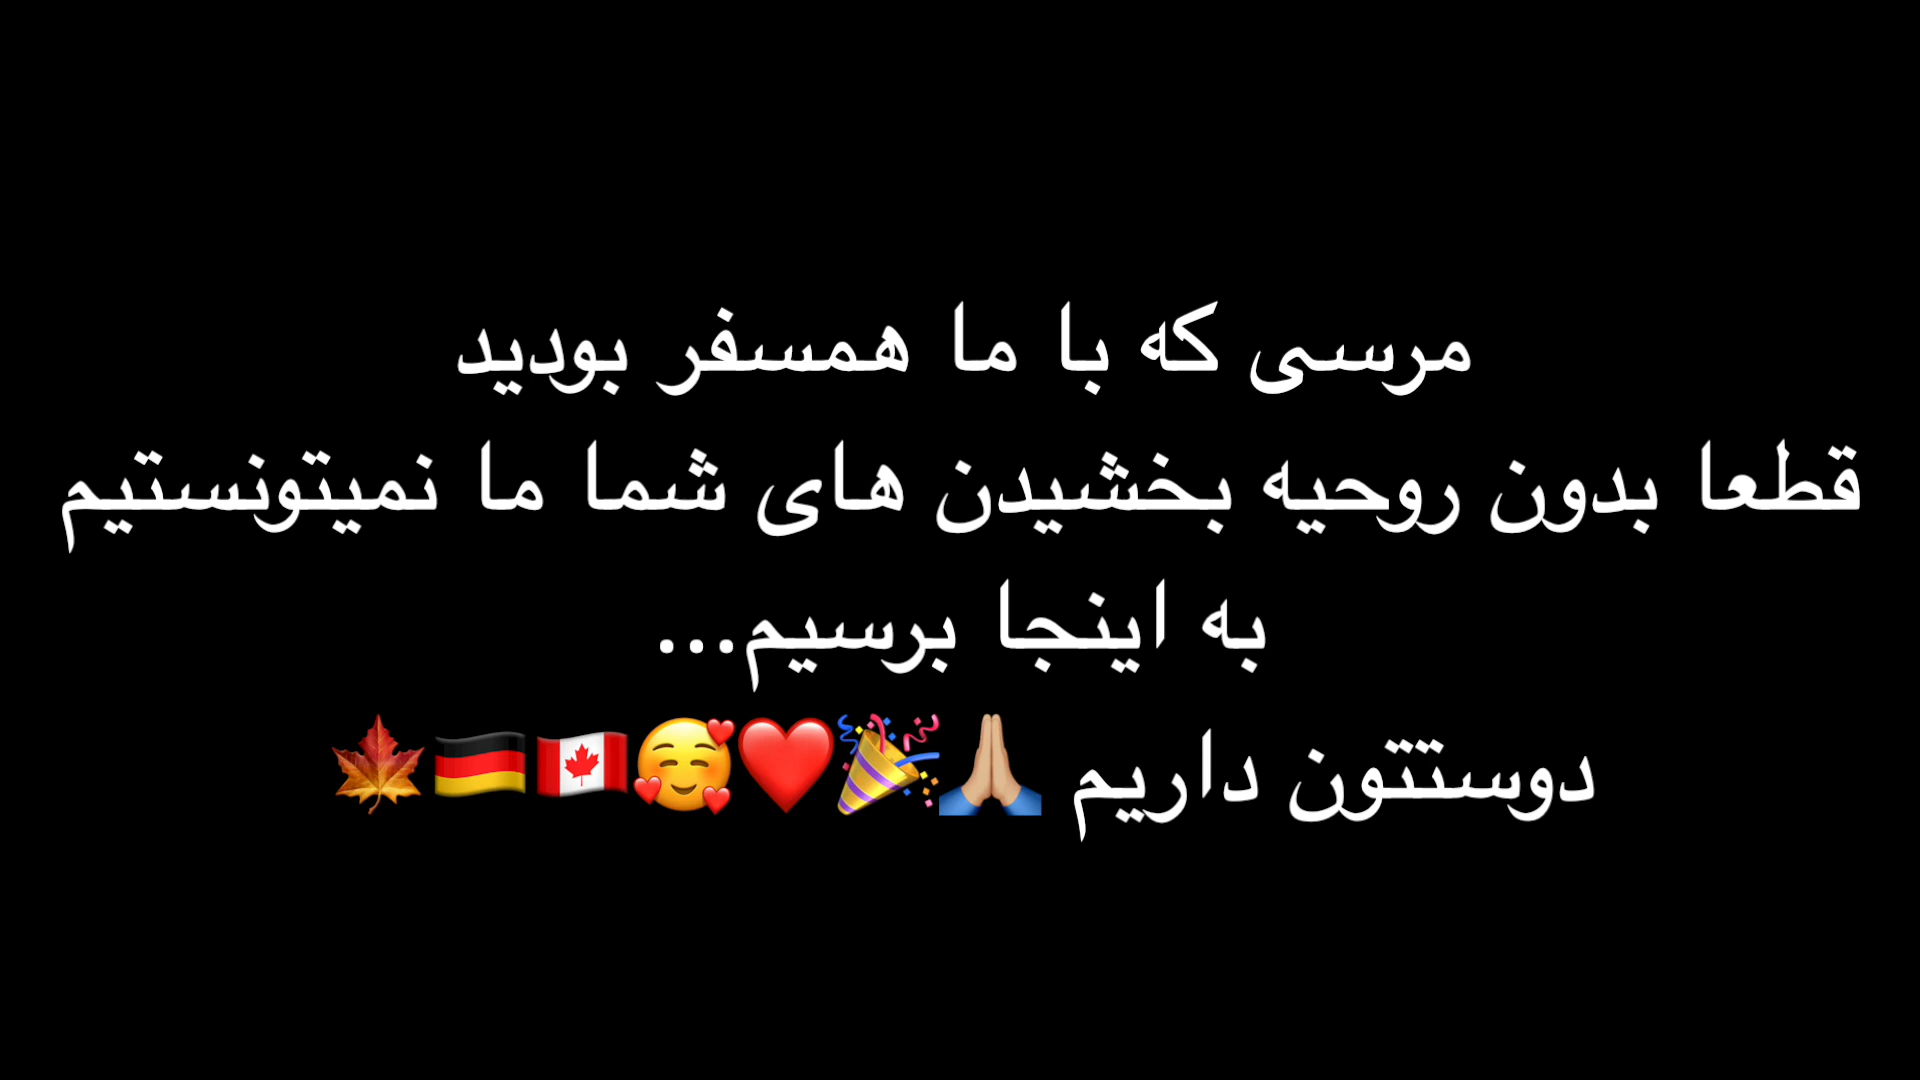 مرسی که با ما همسفر بودید
قطعا بدون روحیه بخشیدن های شما ما نمیتونستیم
به اینجا برسیم...
دوستتون داریم 🙏🏼🎉❤️🥰🇨🇦🇩🇪🍁